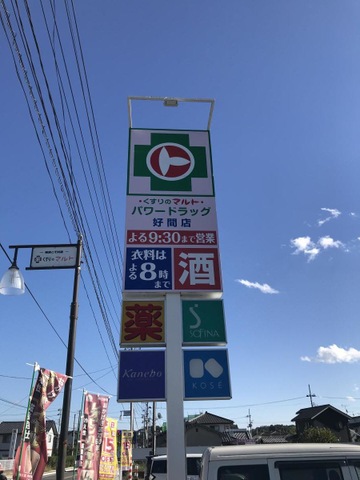 ・くすりのマルト・
パワードラッグ
好間店
よる9:30まで営業
衣料は
よる8時まで
酒
薬
SOFINA
Kanebo
KOSÉ
くすりのマルト